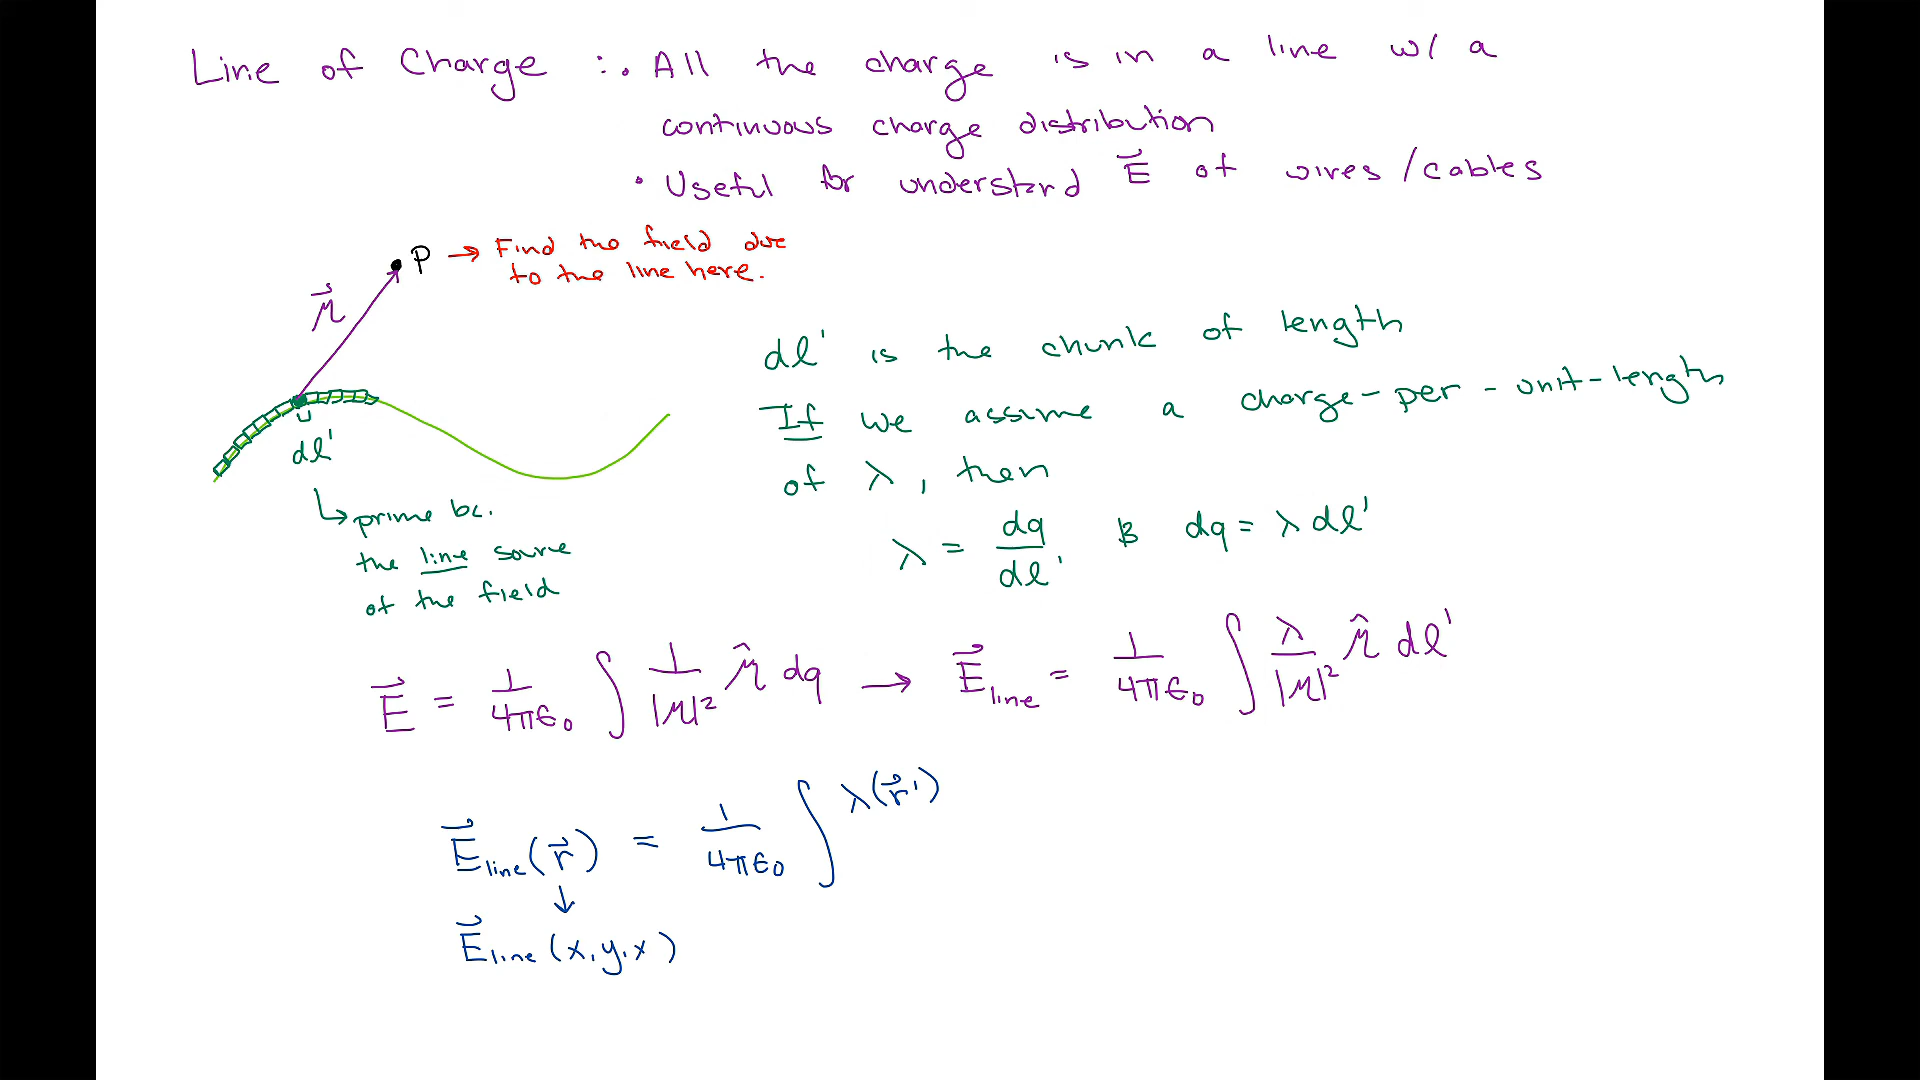 Line of Charge : • All the charge is in a line w/ a
continuous charge distribution
• Useful for understand E⃗ of wires/cables
P → Find the field due
to the line here.
𝓇⃗
dℓ' is the chunk of length
If we assume a charge-per-unit-length
of λ, then
dℓ'
↳ prime bc.
the line source
of the field
λ = dq/dℓ' & dq = λ dℓ'
E⃗ = 1/4πε₀ ∫ 1/|𝓇|² 𝓇̂ dq → E⃗line = 1/4πε₀ ∫ λ/|𝓇|² 𝓇̂ dℓ'
E⃗line(r⃗) = 1/4πε₀ ∫ λ(r⃗')
↓
E⃗line(x,y,x)